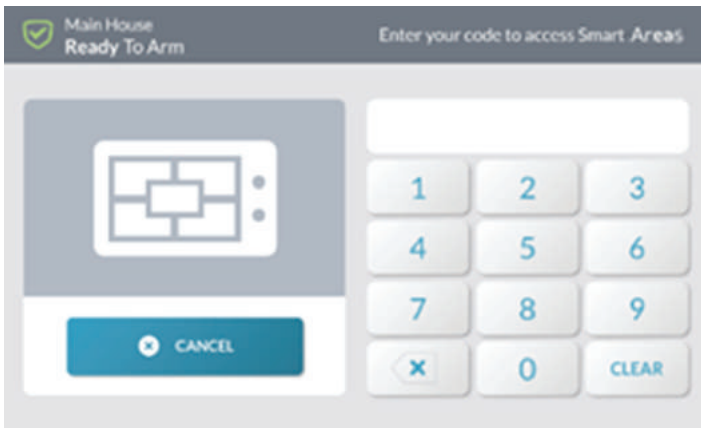 Main House
Ready To Arm
Enter your code to access Smart Areas
1 2 3
4 5 6
7 8 9
CANCEL
0 CLEAR